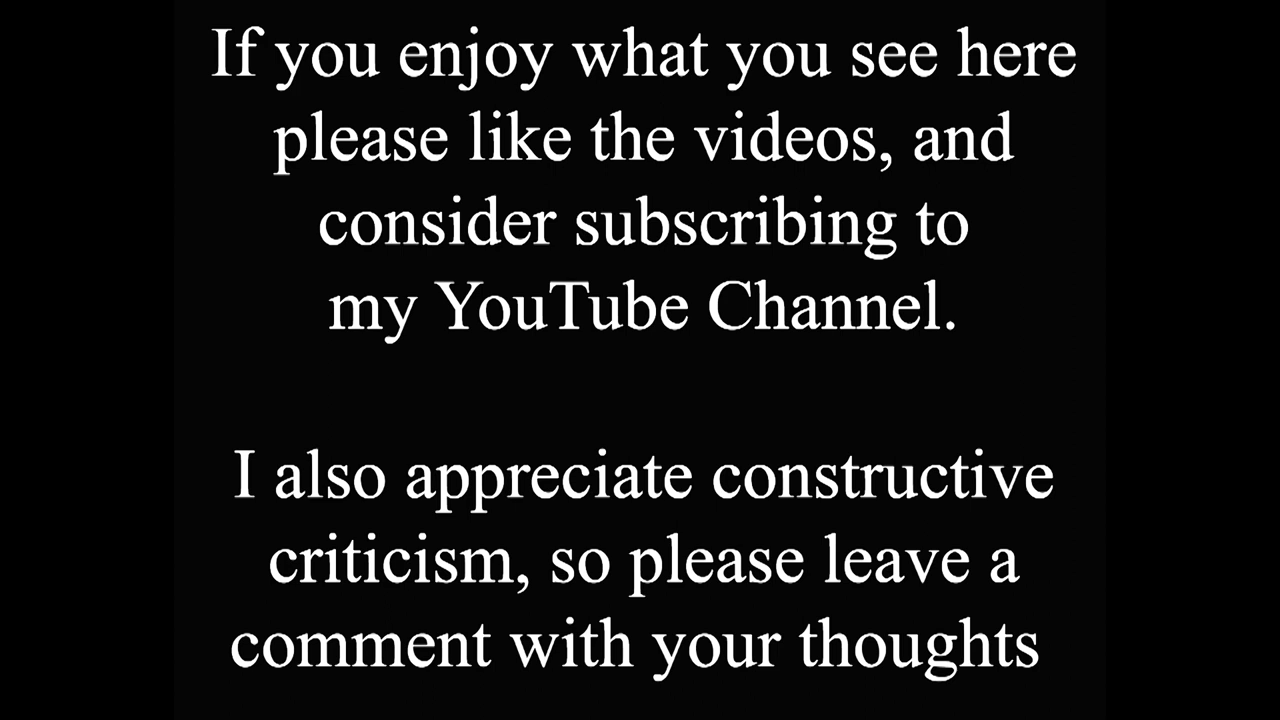 If you enjoy what you see here
please like the videos, and
consider subscribing to
my YouTube Channel.
I also appreciate constructive
criticism, so please leave a
comment with your thoughts